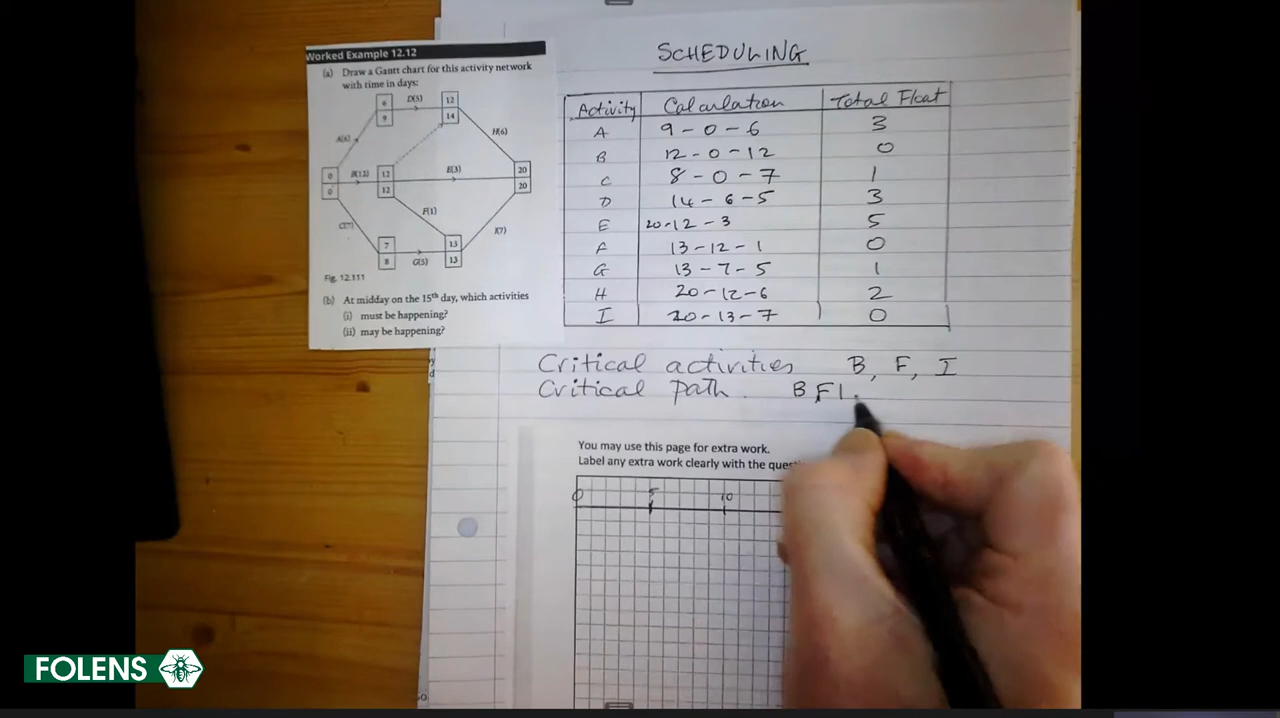 SCHEDULING
Worked Example 12.12
(a) Draw a Gantt chart for this activity network
with time in days:
6
9
D(5)
12
14
A(6)
H(6)
0
0
B(12)
12
12
E(3)
20
20
F(1)
C(7)
I(7)
7
8
G(5)
13
13
Fig. 12.111
(b) At midday on the 15th day, which activities
(i) must be happening?
(ii) may be happening?
Activity Calculation Total Float
A 9 - 0 - 6 3
B 12 - 0 - 12 0
C 8 - 0 - 7 1
D 14 - 6 - 5 3
E 20 - 12 - 3 5
F 13 - 12 - 1 0
G 13 - 7 - 5 1
H 20 - 12 - 6 2
I 20 - 13 - 7 0
Critical activities B, F, I
Critical path. B F I.
You may use this page for extra work.
Label any extra work clearly with the
0 5 10
FOLENS